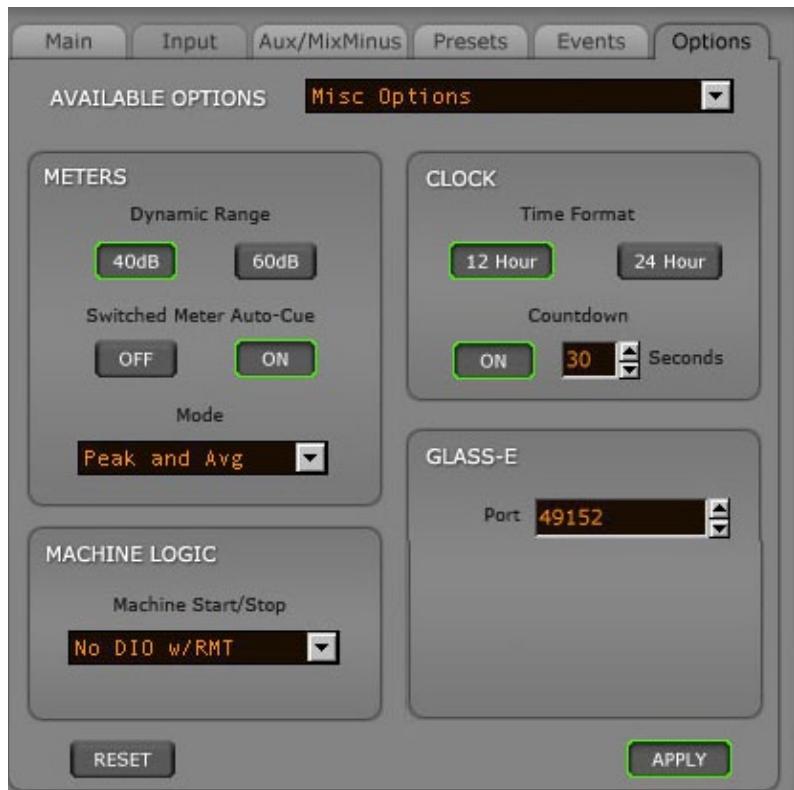 Main Input Aux/MixMinus Presets Events Options
AVAILABLE OPTIONS Misc Options
METERS
Dynamic Range
40dB 60dB
Switched Meter Auto-Cue
OFF ON
Mode
Peak and Avg
MACHINE LOGIC
Machine Start/Stop
No DIO w/RMT
CLOCK
Time Format
12 Hour 24 Hour
Countdown
ON 30 Seconds
GLASS-E
Port 49152
RESET APPLY